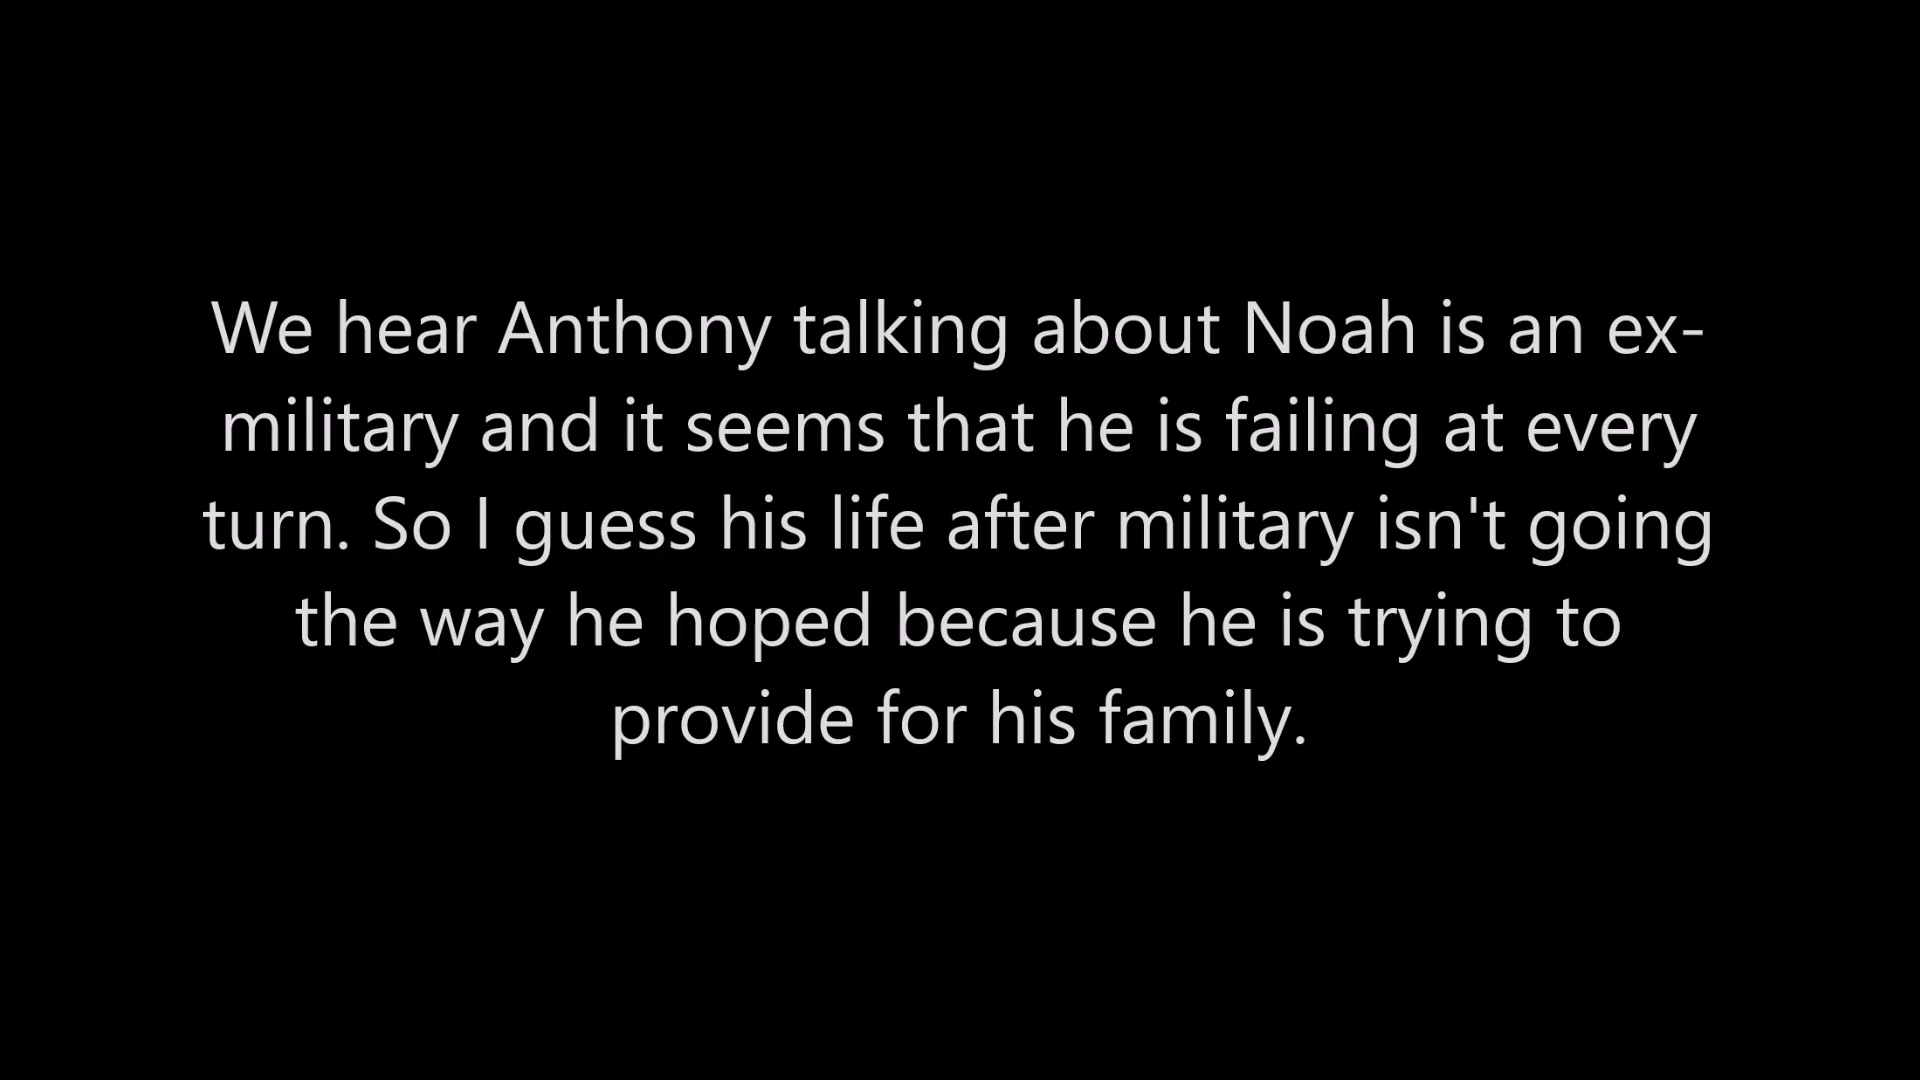 We hear Anthony talking about Noah is an ex-
military and it seems that he is failing at every
turn. So I guess his life after military isn't going
the way he hoped because he is trying to
provide for his family.